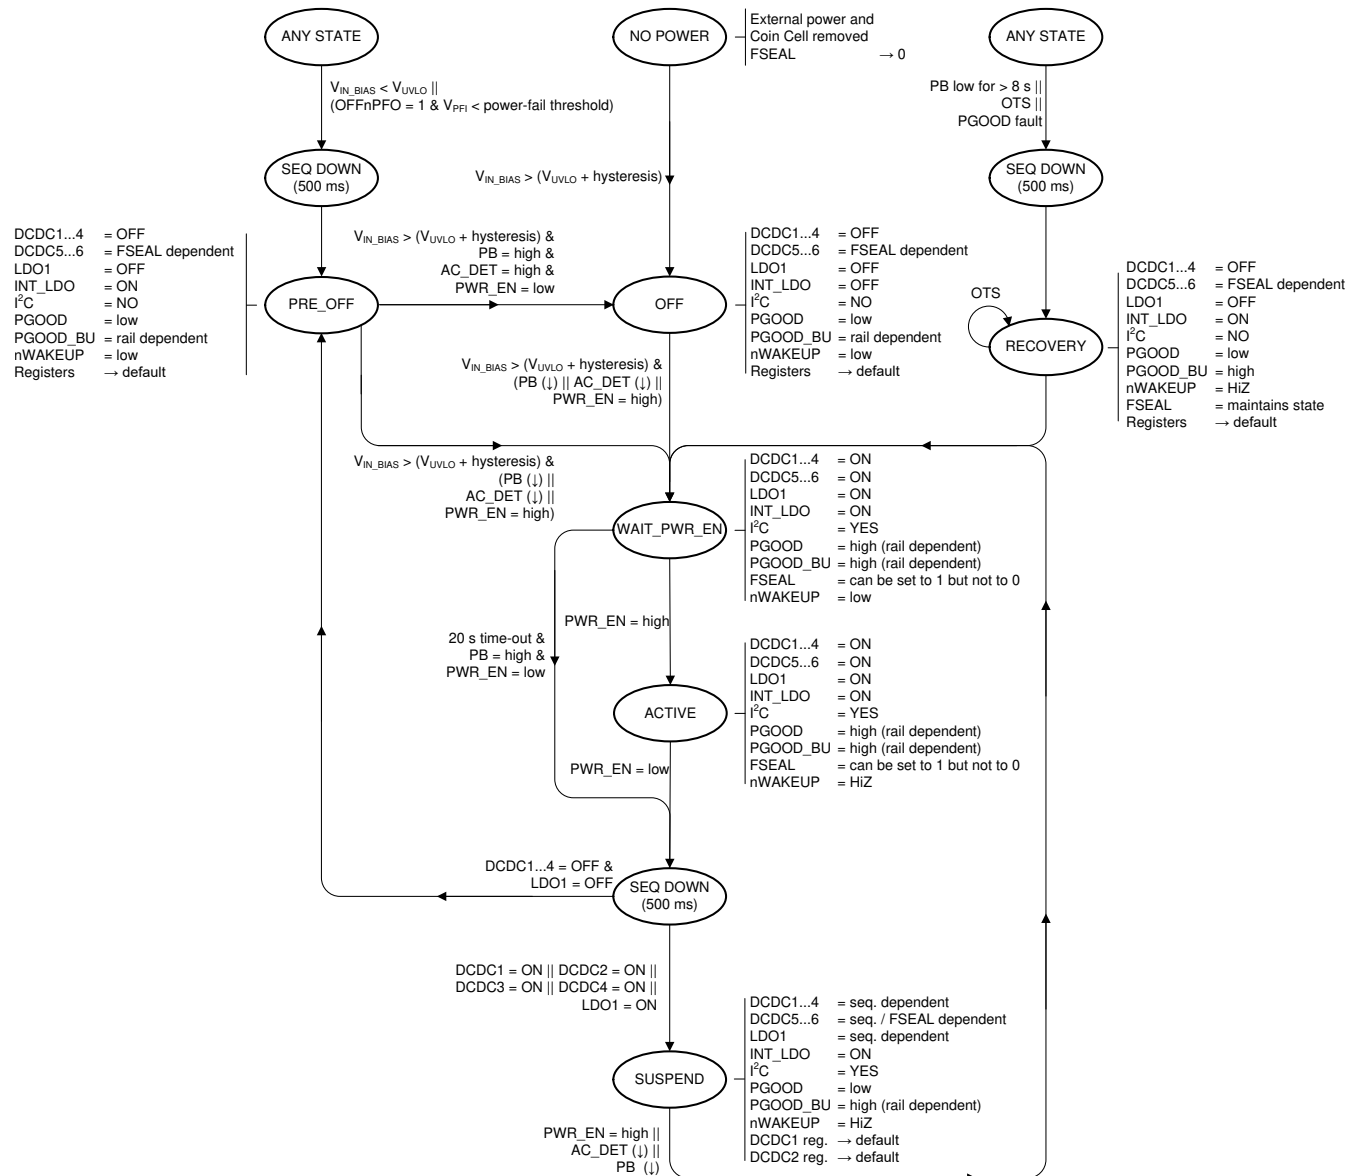 ANY STATE
NO POWER
External power and
Coin Cell removed
FSEAL → 0
ANY STATE
V_IN_BIAS < V_UVLO ||
(OFFnPFO = 1 & V_PFI < power-fail threshold)
PB low for > 8 s ||
OTS ||
PGOOD fault
SEQ DOWN
(500 ms)
V_IN_BIAS > (V_UVLO + hysteresis)
SEQ DOWN
(500 ms)
DCDC1...4 = OFF
DCDC5...6 = FSEAL dependent
LDO1 = OFF
INT_LDO = ON
I²C = NO
PGOOD = low
PGOOD_BU = rail dependent
nWAKEUP = low
Registers → default
PRE_OFF
V_IN_BIAS > (V_UVLO + hysteresis) &
PB = high &
AC_DET = high &
PWR_EN = low
OFF
DCDC1...4 = OFF
DCDC5...6 = FSEAL dependent
LDO1 = OFF
INT_LDO = OFF
I²C = NO
PGOOD = low
PGOOD_BU = rail dependent
nWAKEUP = low
Registers → default
OTS
RECOVERY
DCDC1...4 = OFF
DCDC5...6 = FSEAL dependent
LDO1 = OFF
INT_LDO = ON
I²C = NO
PGOOD = low
PGOOD_BU = high
nWAKEUP = HiZ
FSEAL = maintains state
Registers → default
V_IN_BIAS > (V_UVLO + hysteresis) &
(PB (↓) || AC_DET (↓) ||
PWR_EN = high)
V_IN_BIAS > (V_UVLO + hysteresis) &
(PB (↓) ||
AC_DET (↓) ||
PWR_EN = high)
WAIT_PWR_EN
DCDC1...4 = ON
DCDC5...6 = ON
LDO1 = ON
INT_LDO = ON
I²C = YES
PGOOD = high (rail dependent)
PGOOD_BU = high (rail dependent)
FSEAL = can be set to 1 but not to 0
nWAKEUP = low
PWR_EN = high
20 s time-out &
PB = high &
PWR_EN = low
ACTIVE
DCDC1...4 = ON
DCDC5...6 = ON
LDO1 = ON
INT_LDO = ON
I²C = YES
PGOOD = high (rail dependent)
PGOOD_BU = high (rail dependent)
FSEAL = can be set to 1 but not to 0
nWAKEUP = HiZ
PWR_EN = low
DCDC1...4 = OFF &
LDO1 = OFF
SEQ DOWN
(500 ms)
DCDC1 = ON || DCDC2 = ON ||
DCDC3 = ON || DCDC4 = ON ||
LDO1 = ON
SUSPEND
DCDC1...4 = seq. dependent
DCDC5...6 = seq. / FSEAL dependent
LDO1 = seq. dependent
INT_LDO = ON
I²C = YES
PGOOD = low
PGOOD_BU = high (rail dependent)
nWAKEUP = HiZ
DCDC1 reg. → default
DCDC2 reg. → default
PWR_EN = high ||
AC_DET (↓) ||
PB (↓)